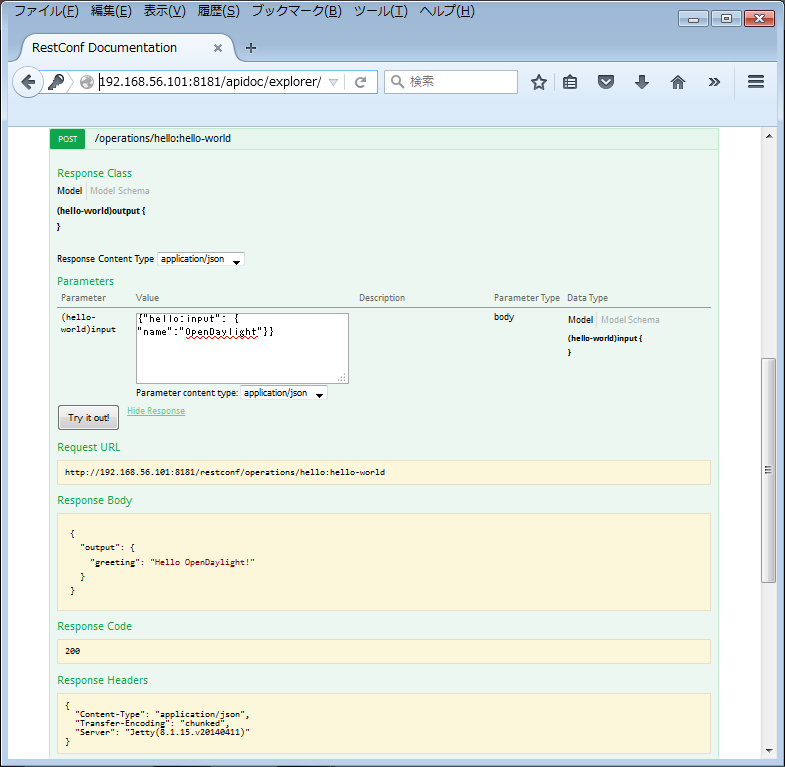 ファイル(F) 編集(E) 表示(V) 履歴(S) ブックマーク(B) ツール(T) ヘルプ(H)
RestConf Documentation
192.168.56.101:8181/apidoc/explorer/
検索
POST /operations/hello:hello-world
Response Class
Model Model Schema
(hello-world)output {
}
Response Content Type application/json
Parameters
Parameter Value Description Parameter Type Data Type
(hello-world)input
{"hello:input": {
"name":"OpenDaylight"}}
Parameter content type: application/json
body
Model Model Schema
(hello-world)input {
}
Try it out! Hide Response
Request URL
http://192.168.56.101:8181/restconf/operations/hello:hello-world
Response Body
{
"output": {
"greeting": "Hello OpenDaylight!"
}
}
Response Code
200
Response Headers
{
"Content-Type": "application/json",
"Transfer-Encoding": "chunked",
"Server": "Jetty(8.1.15.v20140411)"
}